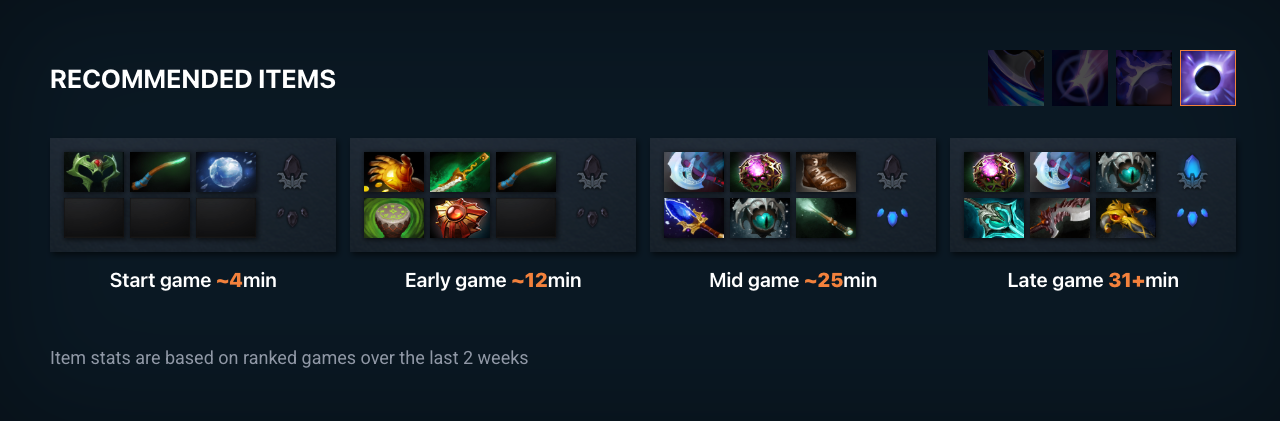 RECOMMENDED ITEMS
Start game ~4min
Early game ~12min
Mid game ~25min
Late game 31+min
Item stats are based on ranked games over the last 2 weeks